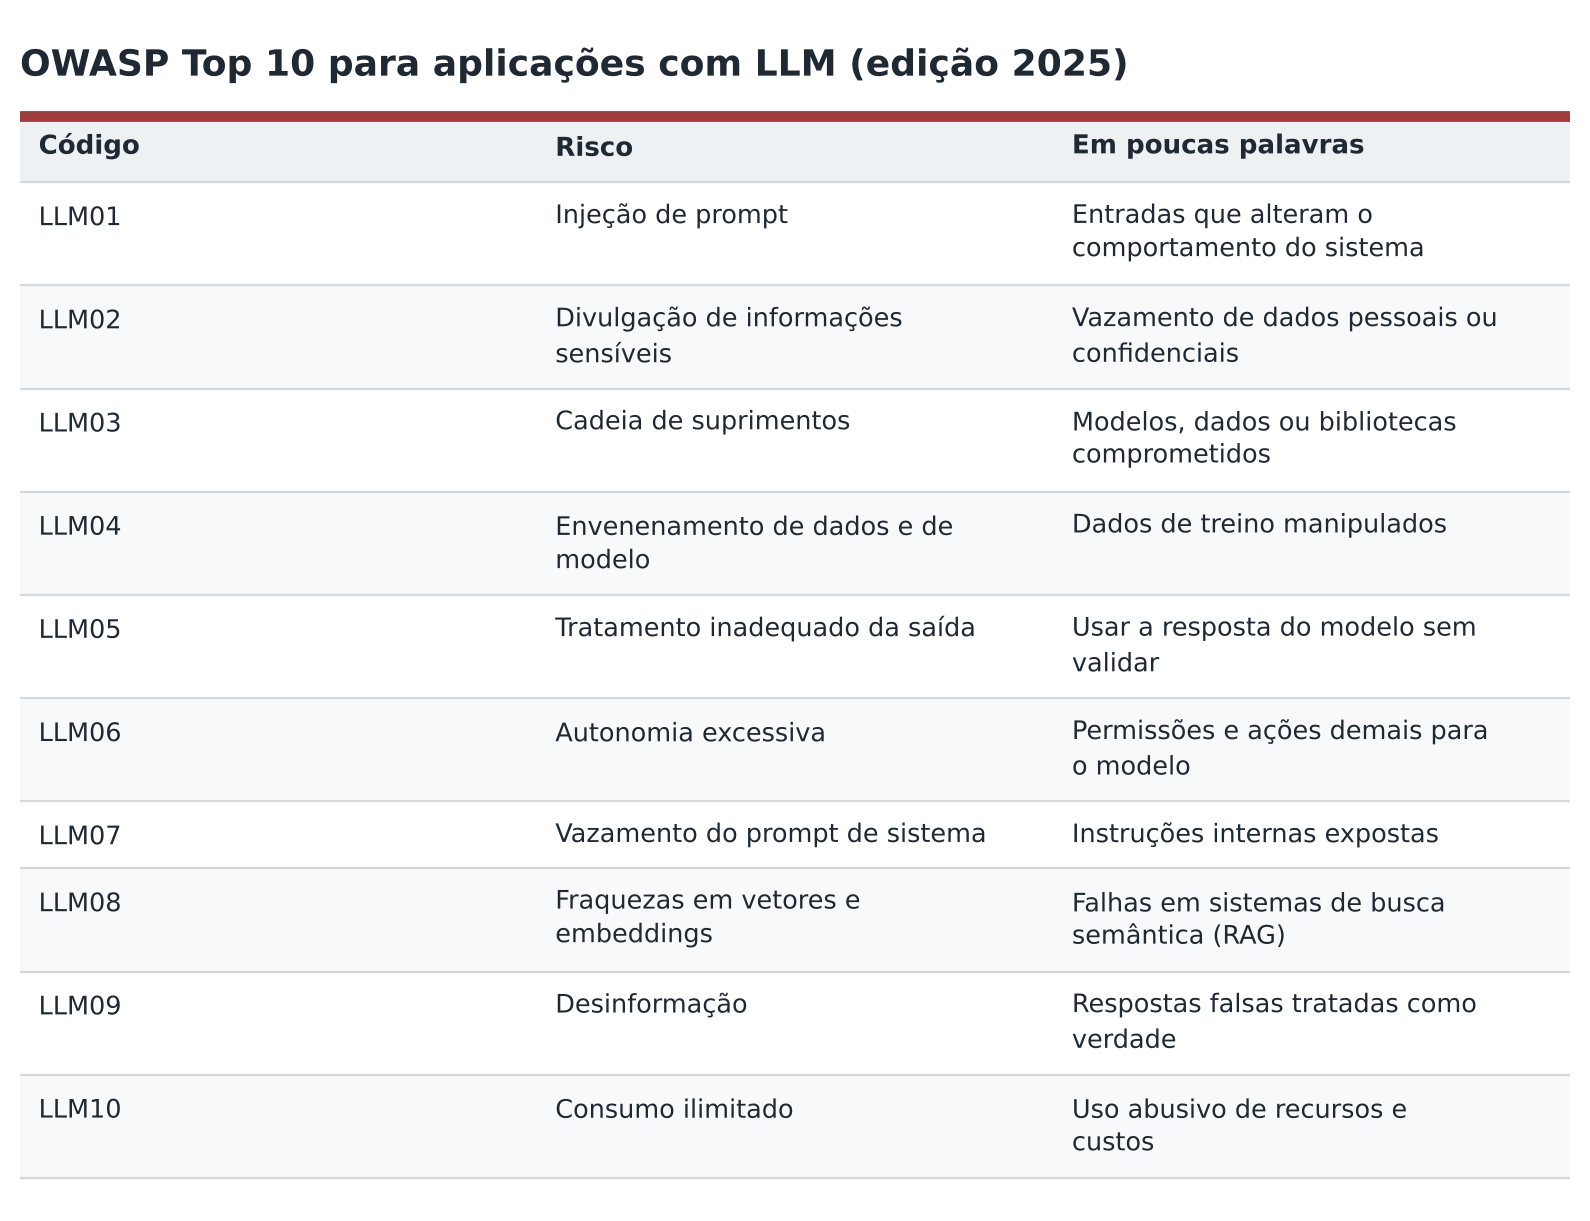 OWASP Top 10 para aplicações com LLM (edição 2025)
Código Risco Em poucas palavras
LLM01 Injeção de prompt Entradas que alteram o
comportamento do sistema
LLM02 Divulgação de informações Vazamento de dados pessoais ou
sensíveis confidenciais
LLM03 Cadeia de suprimentos Modelos, dados ou bibliotecas
comprometidos
LLM04 Envenenamento de dados e de Dados de treino manipulados
modelo
LLM05 Tratamento inadequado da saída Usar a resposta do modelo sem
validar
LLM06 Autonomia excessiva Permissões e ações demais para
o modelo
LLM07 Vazamento do prompt de sistema Instruções internas expostas
LLM08 Fraquezas em vetores e Falhas em sistemas de busca
embeddings semântica (RAG)
LLM09 Desinformação Respostas falsas tratadas como
verdade
LLM10 Consumo ilimitado Uso abusivo de recursos e
custos